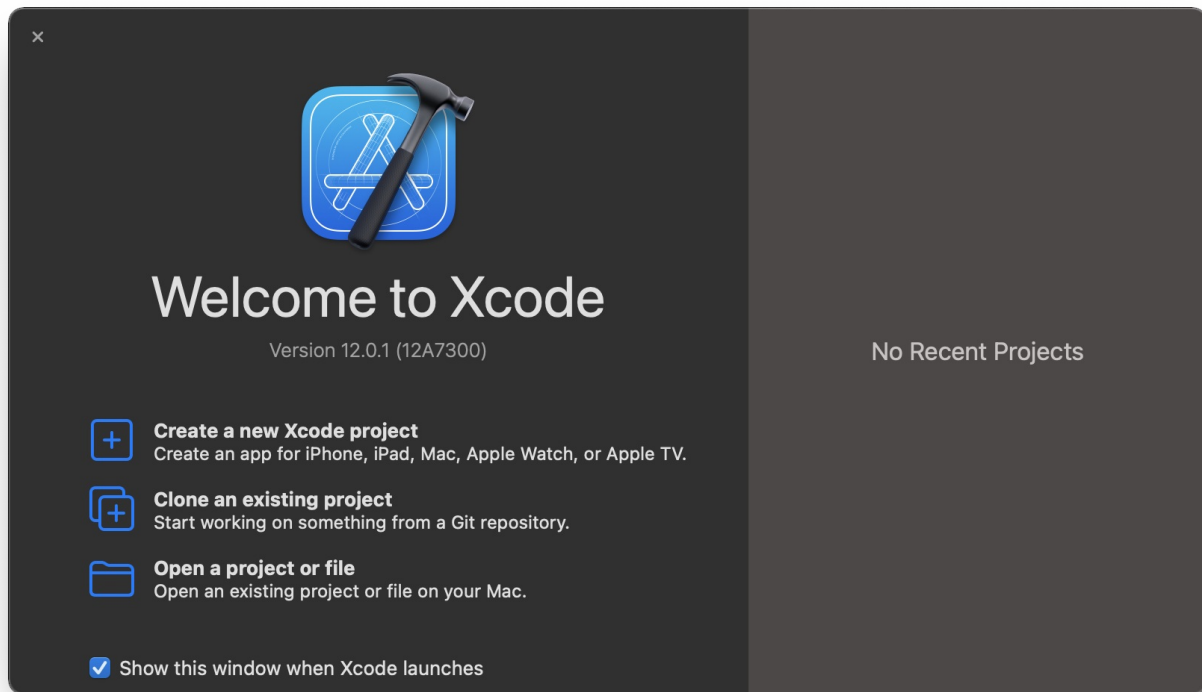 Welcome to Xcode
Version 12.0.1 (12A7300)
Create a new Xcode project
Create an app for iPhone, iPad, Mac, Apple Watch, or Apple TV.
Clone an existing project
Start working on something from a Git repository.
Open a project or file
Open an existing project or file on your Mac.
Show this window when Xcode launches
No Recent Projects